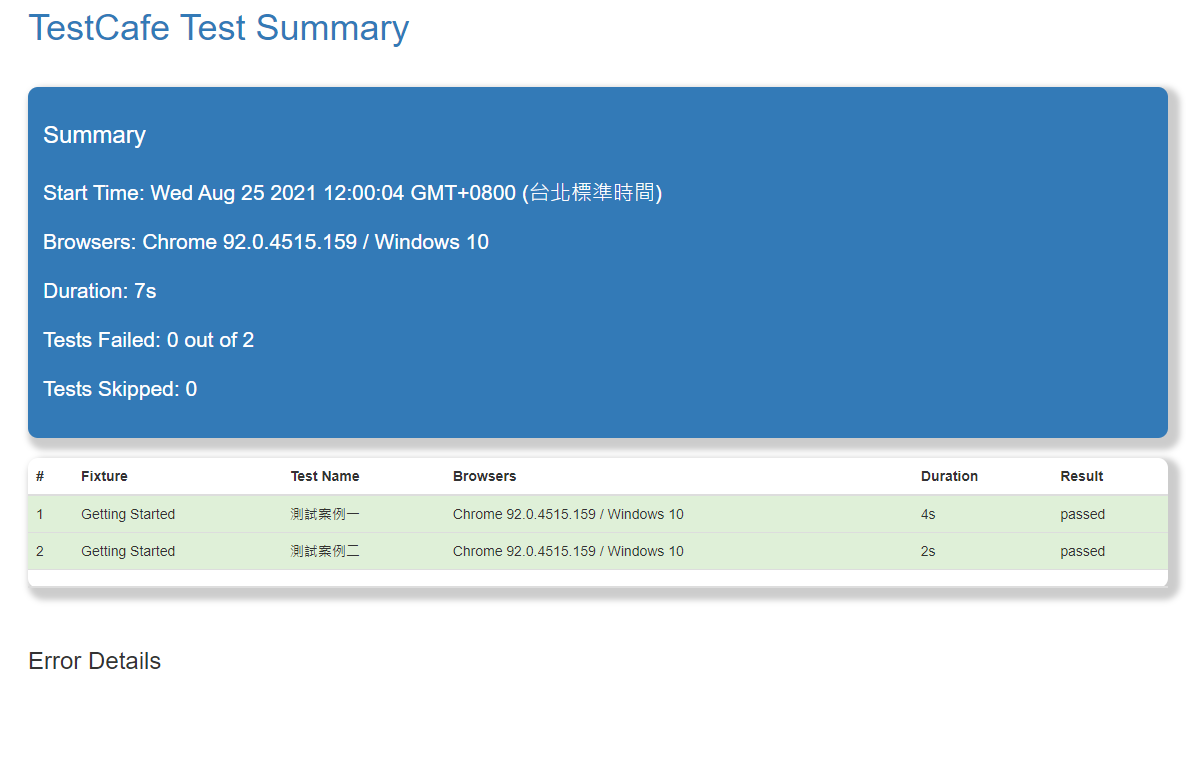 TestCafe Test Summary
Summary
Start Time: Wed Aug 25 2021 12:00:04 GMT+0800 (台北標準時間)
Browsers: Chrome 92.0.4515.159 / Windows 10
Duration: 7s
Tests Failed: 0 out of 2
Tests Skipped: 0
# Fixture Test Name Browsers Duration Result
1 Getting Started 測試案例一 Chrome 92.0.4515.159 / Windows 10 4s passed
2 Getting Started 測試案例二 Chrome 92.0.4515.159 / Windows 10 2s passed
Error Details